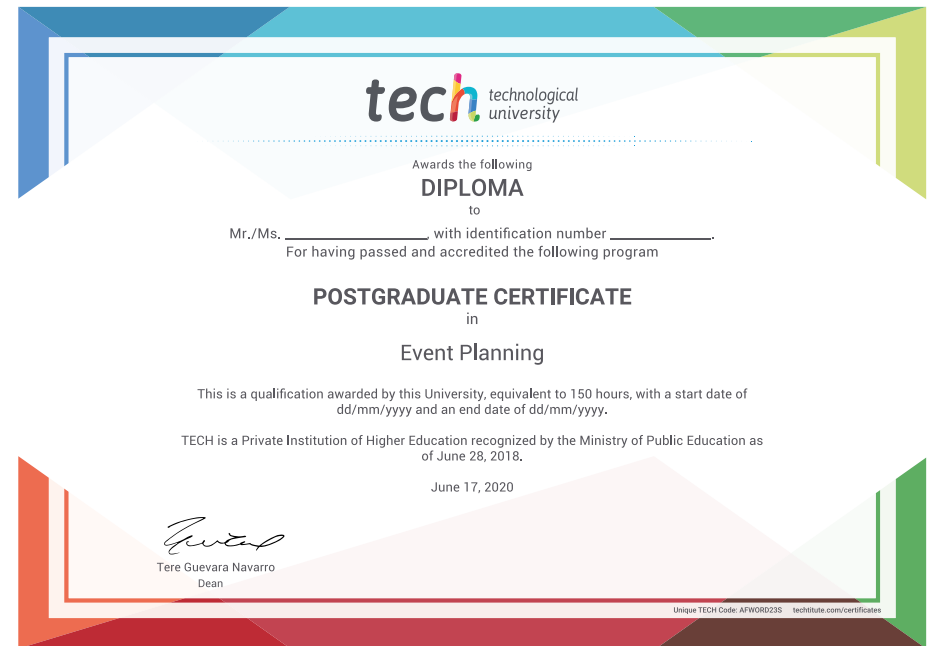 tech technological
university
Awards the following
DIPLOMA
to
Mr./Ms. ____________________, with identification number ______________.
For having passed and accredited the following program
POSTGRADUATE CERTIFICATE
in
Event Planning
This is a qualification awarded by this University, equivalent to 150 hours, with a start date of
dd/mm/yyyy and an end date of dd/mm/yyyy.
TECH is a Private Institution of Higher Education recognized by the Ministry of Public Education as
of June 28, 2018.
June 17, 2020
Tere Guevara Navarro
Dean
Unique TECH Code: AFWORD23S techtitute.com/certificates